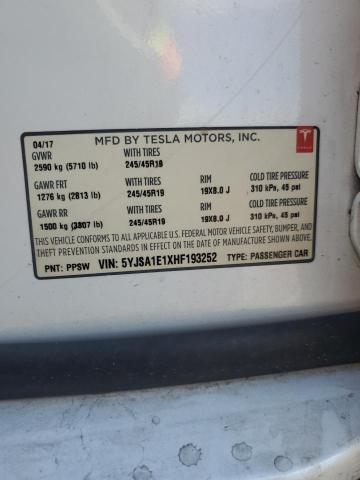 MFD BY TESLA MOTORS, INC.
04/17
GVWR WITH TIRES
2590 kg (5710 lb) 245/45R19
GAWR FRT WITH TIRES RIM COLD TIRE PRESSURE
1276 kg (2813 lb) 245/45R19 19X8.0 J 310 kPa, 45 psi
GAWR RR WITH TIRES RIM COLD TIRE PRESSURE
1500 kg (3307 lb) 245/45R19 19X8.0 J 310 kPa, 45 psi
THIS VEHICLE CONFORMS TO ALL APPLICABLE U.S. FEDERAL MOTOR VEHICLE SAFETY, BUMPER, AND
THEFT PREVENTION STANDARDS IN EFFECT ON THE DATE OF MANUFACTURE SHOWN ABOVE.
PNT: PPSW VIN: 5YJSA1E1XHF193252 TYPE: PASSENGER CAR